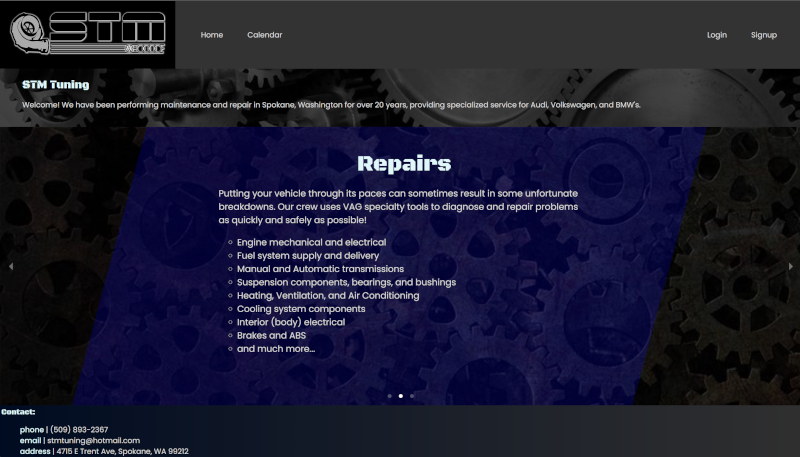 STM
Home
Calendar
Login
Signup
STM Tuning
Welcome! We have been performing maintenance and repair in Spokane, Washington for over 20 years, providing specialized service for Audi, Volkswagen, and BMW's.
Repairs
Putting your vehicle through its paces can sometimes result in some unfortunate
breakdowns. Our crew uses VAG specialty tools to diagnose and repair problems
as quickly and safely as possible!
Engine mechanical and electrical
Fuel system supply and delivery
Manual and Automatic transmissions
Suspension components, bearings, and bushings
Heating, Ventilation, and Air Conditioning
Cooling system components
Interior (body) electrical
Brakes and ABS
and much more...
Contact:
phone | (509) 893-2367
email | stmtuning@hotmail.com
address | 4715 E Trent Ave, Spokane, WA 99212